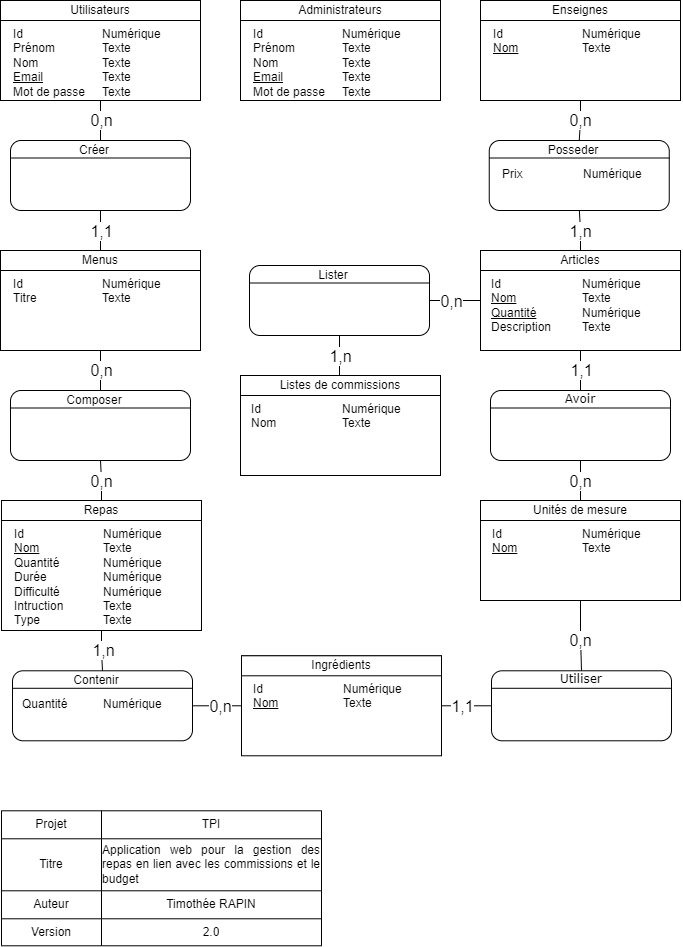 Utilisateurs
Id Numérique
Prénom Texte
Nom Texte
Email Texte
Mot de passe Texte
Administrateurs
Id Numérique
Prénom Texte
Nom Texte
Email Texte
Mot de passe Texte
Enseignes
Id Numérique
Nom Texte
0,n
0,n
Créer
Posseder
Prix Numérique
1,1
1,n
Menus
Id Numérique
Titre Texte
Lister
0,n
Articles
Id Numérique
Nom Texte
Quantité Numérique
Description Texte
1,n
0,n
1,1
Listes de commissions
Id Numérique
Nom Texte
Composer
Avoir
0,n
0,n
Repas
Id Numérique
Nom Texte
Quantité Numérique
Durée Numérique
Difficulté Numérique
Intruction Texte
Type Texte
Unités de mesure
Id Numérique
Nom Texte
1,n
0,n
Contenir
Quantité Numérique
0,n
Ingrédients
Id Numérique
Nom Texte
1,1
Utiliser
Projet TPI
Titre
Application web pour la gestion des
repas en lien avec les commissions et le
budget
Auteur Timothée RAPIN
Version 2.0